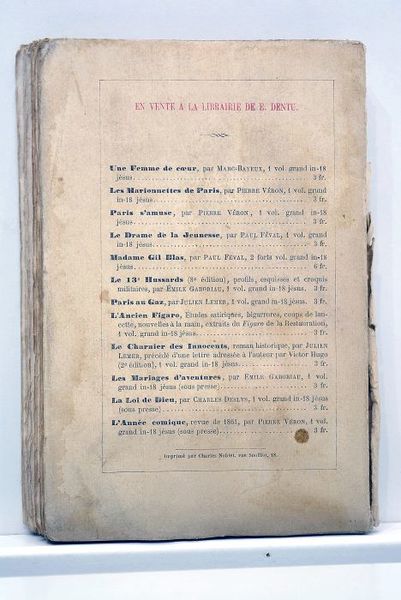 EN VENTE A LA LIBRAIRIE DE E. DENTU.
Une Femme de cœur, par MARC-BAYEUX, 1 vol. grand in-18
jésus. 3 fr.
Les Marionnettes de Paris, par PIERRE VÉRON, 1 vol. grand
in-18 jésus. 3 fr.
Paris s'amuse, par PIERRE VÉRON, 1 vol. grand in-18
jésus. 3 fr.
Le Drame de la Jeunesse, par PAUL FÉVAL, 1 vol. grand
in-18 jésus. 3 fr.
Madame Gil Blas, par PAUL FÉVAL, 2 forts vol. grand in-18
jésus. 6 fr.
Le 13e Hussards (8e édition), profils, esquisses et croquis
militaires, par ÉMILE GABORIAU, 1 vol. grand in-18 jésus. 3 fr.
Paris au Gaz, par JULIEN LEMER, 1 vol. grand in-18 jésus. 3 fr.
L'Ancien Figaro, Études satiriques, bigarrures, coups de lan-
cette, nouvelles à la main, extraits du Figaro de la Restauration,
1 vol. grand in-18 jésus. 3 fr.
Le Charnier des Innocents, roman historique, par JULIEN
LEMER, précédé d'une lettre adressée à l'auteur par Victor Hugo
(2e édition), 1 vol. grand in-18 jésus. 3 fr.
Les Mariages d'aventures, par ÉMILE GABORIAU, 1 vol.
grand in-18 jésus (sous presse) 3 fr.
La Loi de Dieu, par CHARLES DESLYS, 1 vol. grand in-18 jésus
(sous presse) 3 fr.
L'Année comique, revue de 1861, par PIERRE VÉRON, 1 vol.
grand in-18 jésus (sous presse) 3 fr.
Imprimé par Charles Noblet, rue Soufflot, 18.